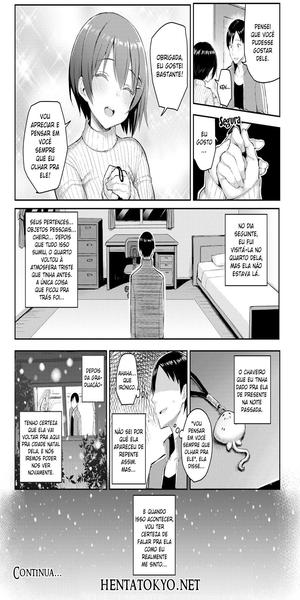 PENSEI
QUE VOCÊ
PUDESSE
GOSTAR
DELE.
OBRIGADA,
EU GOSTEI
BASTANTE!
VOU
APRECIAR E
PENSAR EM
VOCÊ
SEMPRE
QUE EU
OLHAR PRA
ELE!
Segura
EU
GOSTO...
NO DIA
SEGUINTE,
EU FUI
VISITÁ-LA NO
QUARTO
DELA, MAS
ELA NÃO
ESTAVA LÁ.
SEUS PERTENCES...
OBJETOS PESSOAIS...
CHEIRO... DEPOIS
QUE TUDO ISSO
SUMIU, O QUARTO
VOLTOU À
ATMOSFERA TRISTE
QUE TINHA ANTES.
A ÚNICA COISA
QUE FICOU PRA
TRÁS FOI...
O CHAVEIRO
QUE EU
TINHA DADO
PRA ELA
DE PRESENTE
NA NOITE
PASSADA.
"VOU
PENSAR EM
VOCÊ SEMPRE
QUE OLHAR
PRA ELE", ELA
DISSE...
AHAHA...
QUE
IRÔNICO...
NÃO SEI
POR QUÊ
ELA
APARECEU
DE
REPENTE
ASSIM.
MAS...
DEPOIS
DA GRA-
DUAÇÃO...
TENHO CERTEZA
QUE ELA VAI
VOLTAR PRA AQUI
PRA CIDADE NATAL
DELA, E NÓS
IREMOS PODER
NOS VER
NOVAMENTE.
E QUANDO
ISSO ACONTECER,
VOU TER
CERTEZA DE
FALAR PRA ELA
COMO EU
REALMENTE
ME SINTO...
CONTINUA...
HENTATOKYO.NET